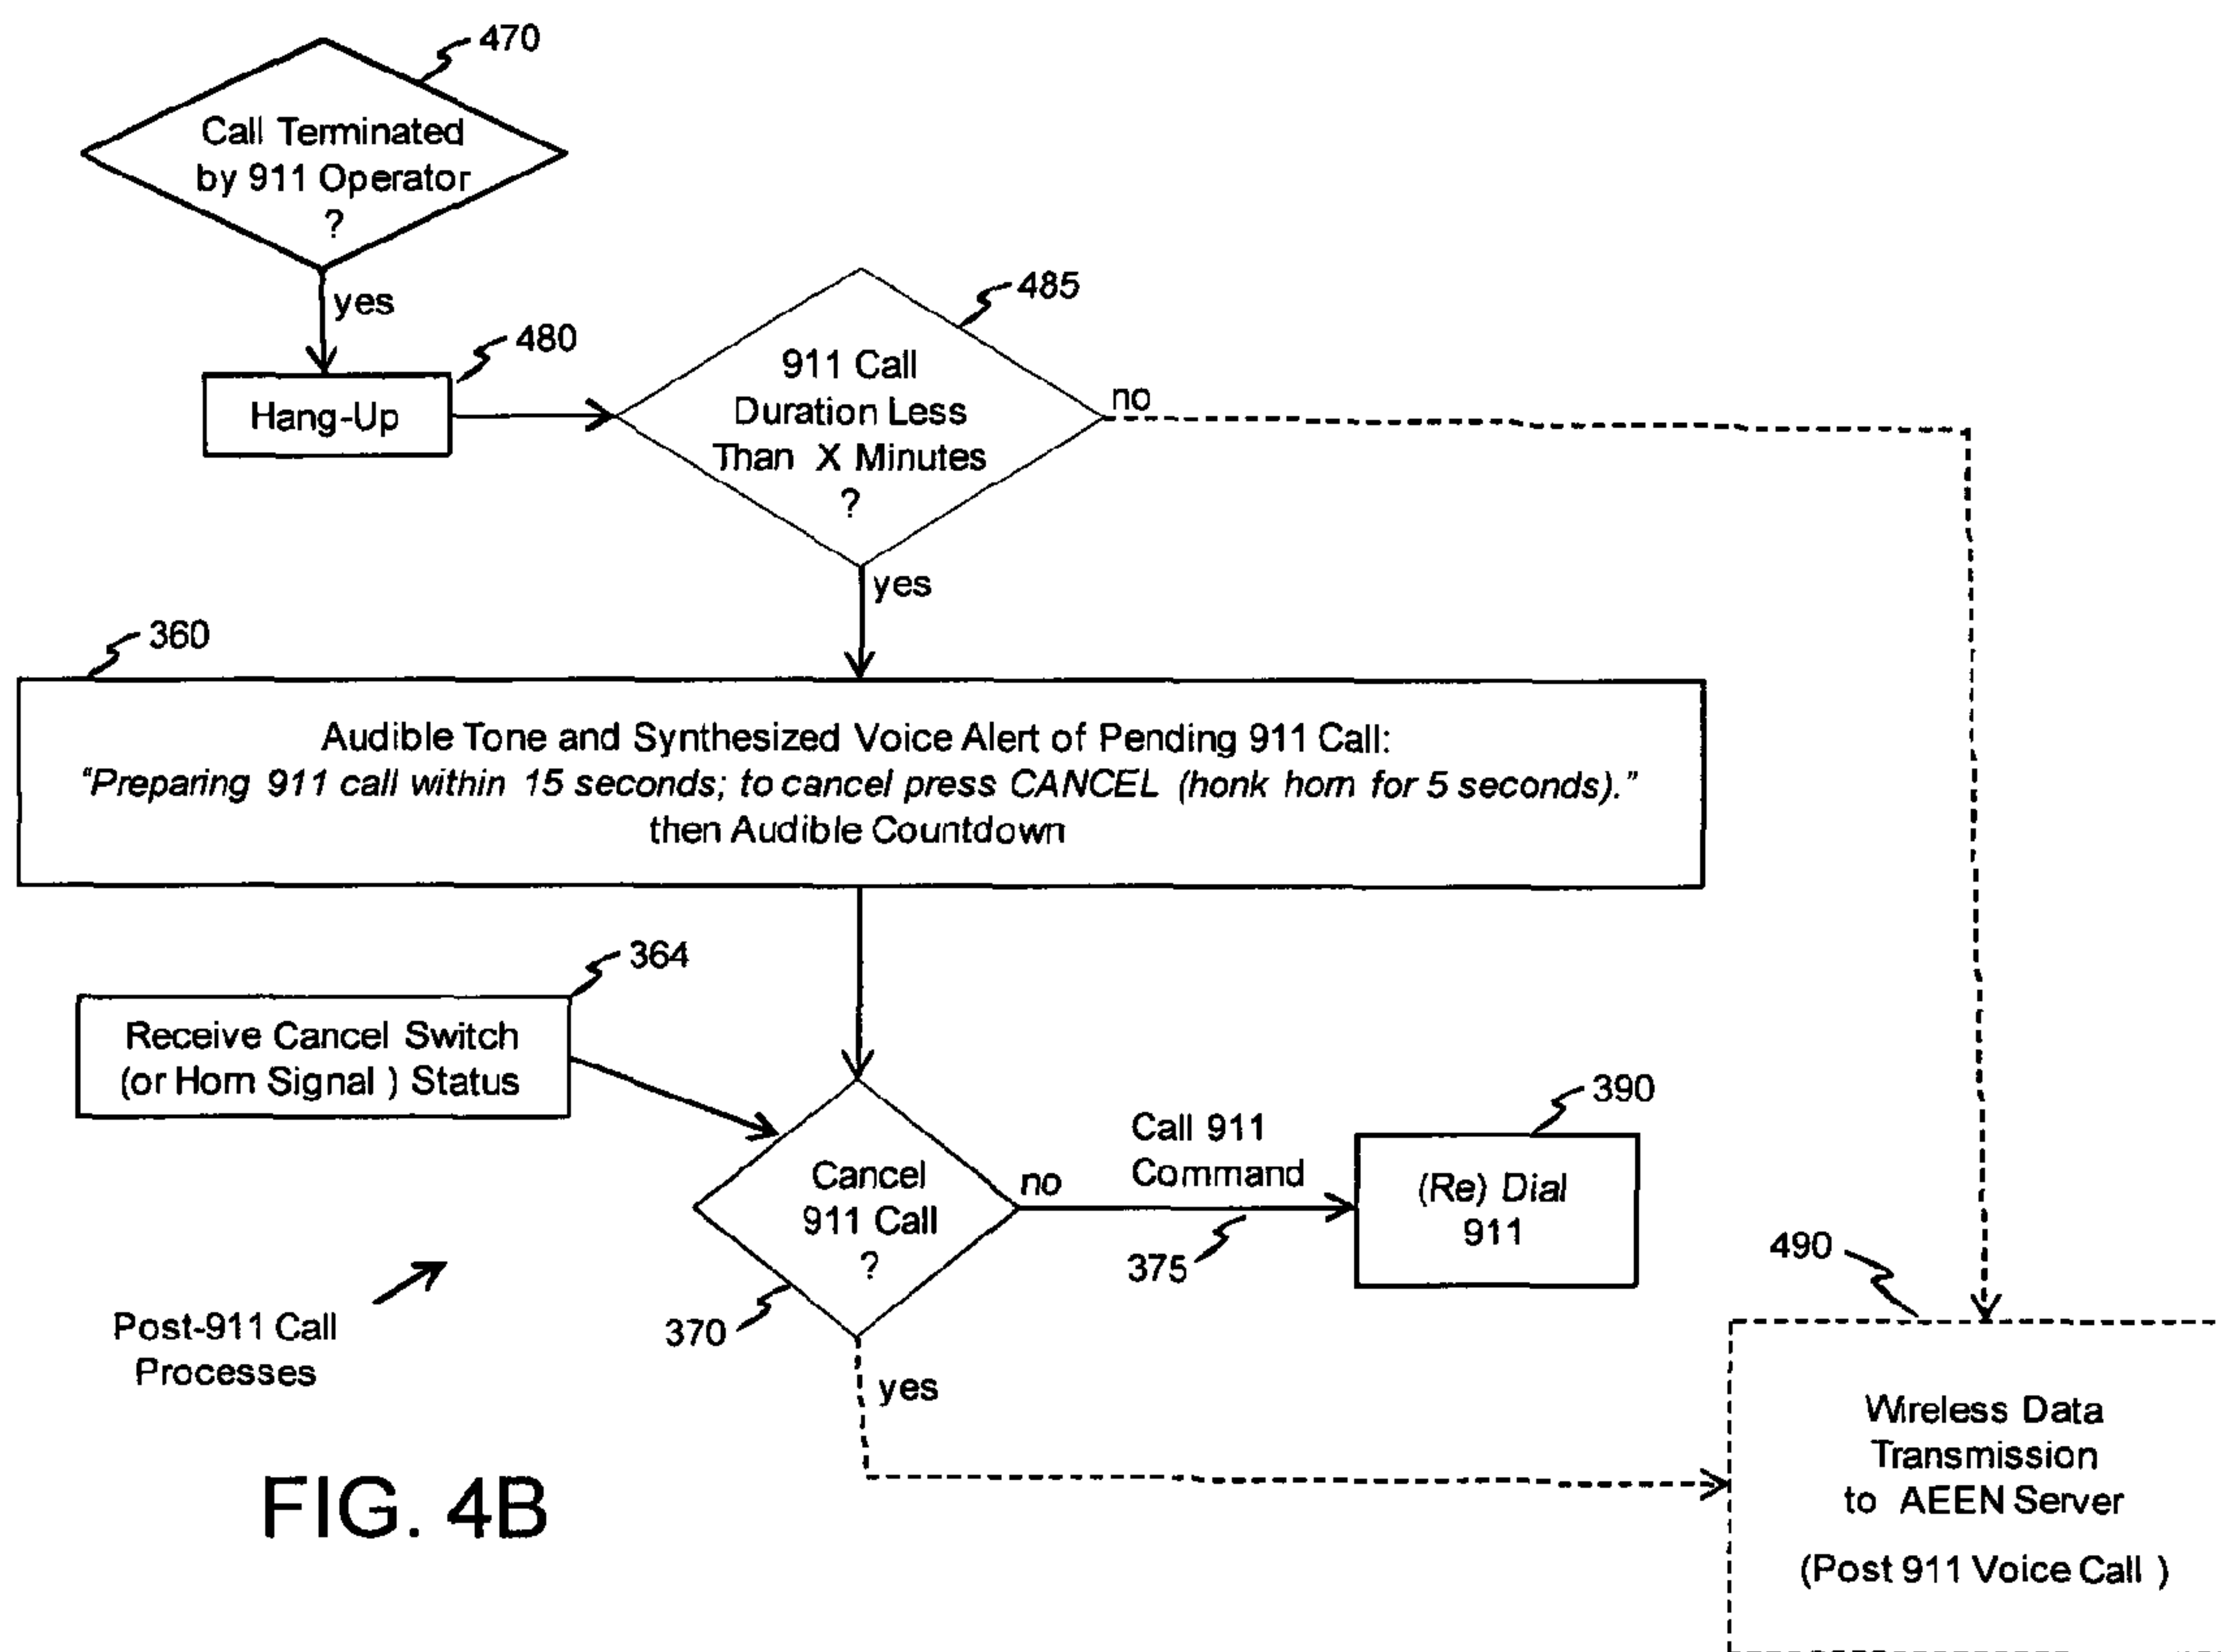 470
Call Terminated
by 911 Operator
?
yes
480
Hang-Up
485
911 Call
Duration Less
Than X Minutes
?
no
yes
360
Audible Tone and Synthesized Voice Alert of Pending 911 Call:
"Preparing 911 call within 15 seconds; to cancel press CANCEL (honk horn for 5 seconds)."
then Audible Countdown
364
Receive Cancel Switch
(or Horn Signal ) Status
Cancel
911 Call
?
370
no
Call 911
Command
375
390
(Re) Dial
911
yes
490
Wireless Data
Transmission
to AEEN Server
(Post 911 Voice Call )
Post-911 Call
Processes
FIG. 4B